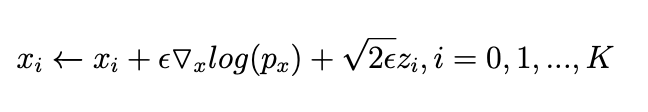 x_i ← x_i + ϵ∇_x log(p_x) + √2ϵ z_i, i = 0, 1, ..., K